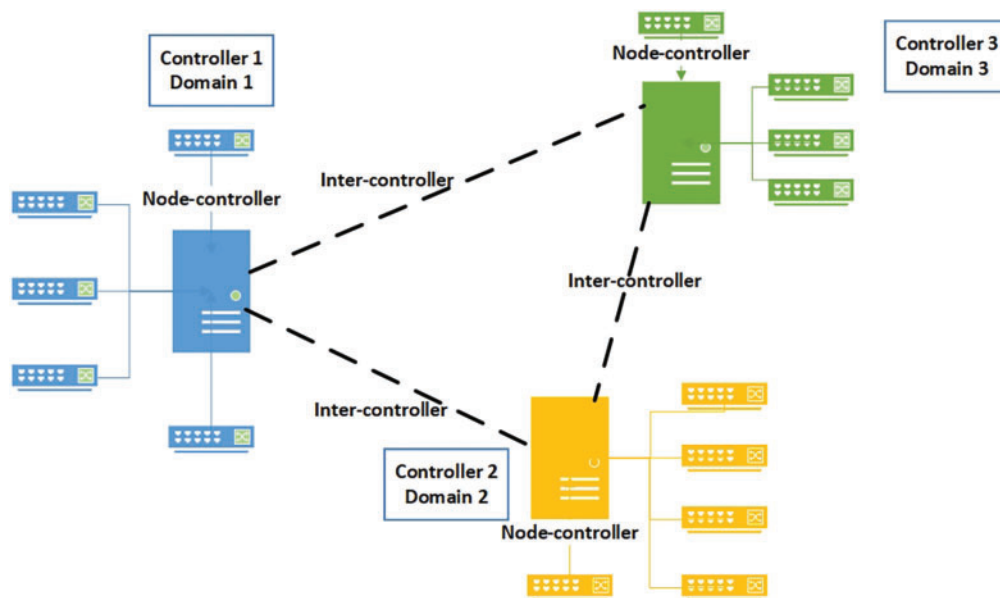 Controller 1
Domain 1
Node-controller
Controller 3
Domain 3
Node-controller
Inter-controller
Inter-controller
Inter-controller
Controller 2
Domain 2
Node-controller